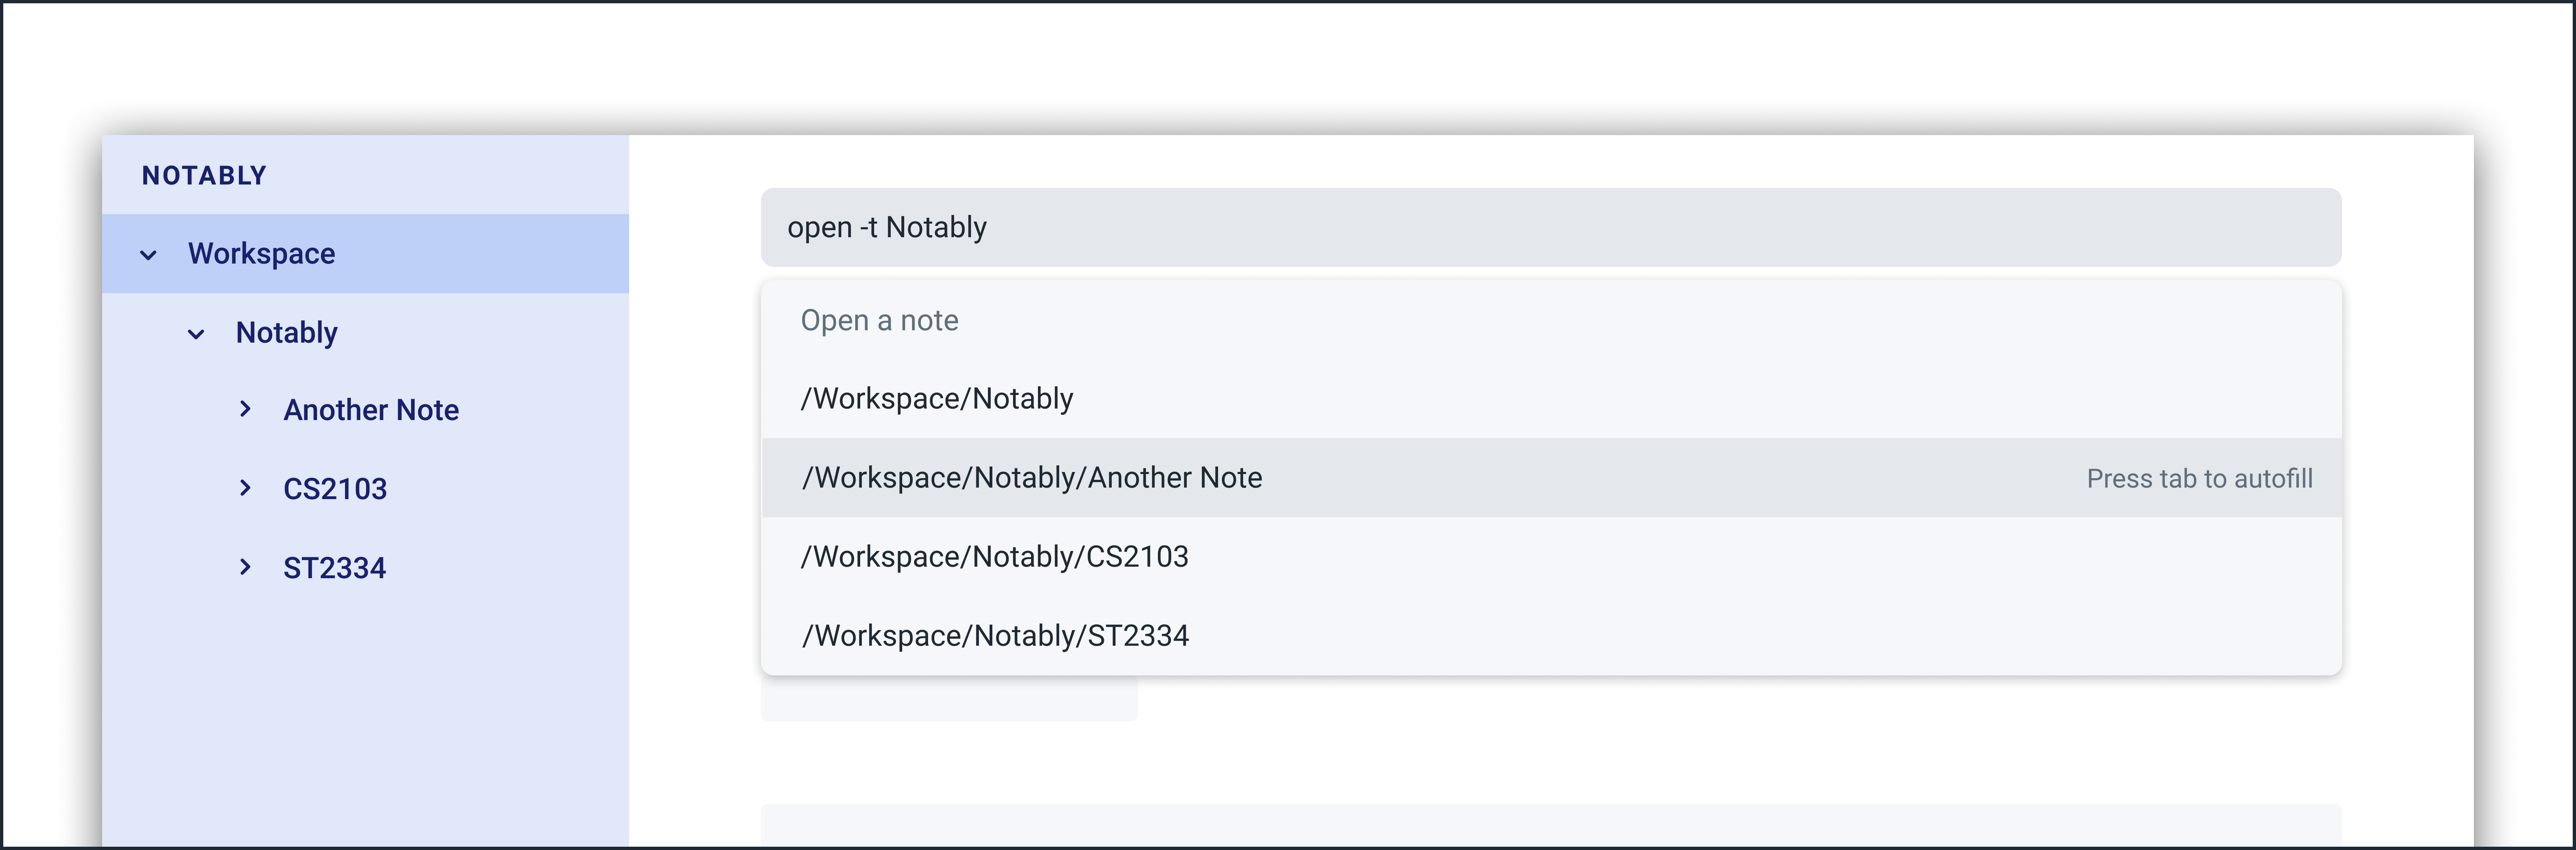 NOTABLY
Workspace
Notably
Another Note
CS2103
ST2334
open -t Notably
Open a note
/Workspace/Notably
/Workspace/Notably/Another Note Press tab to autofill
/Workspace/Notably/CS2103
/Workspace/Notably/ST2334